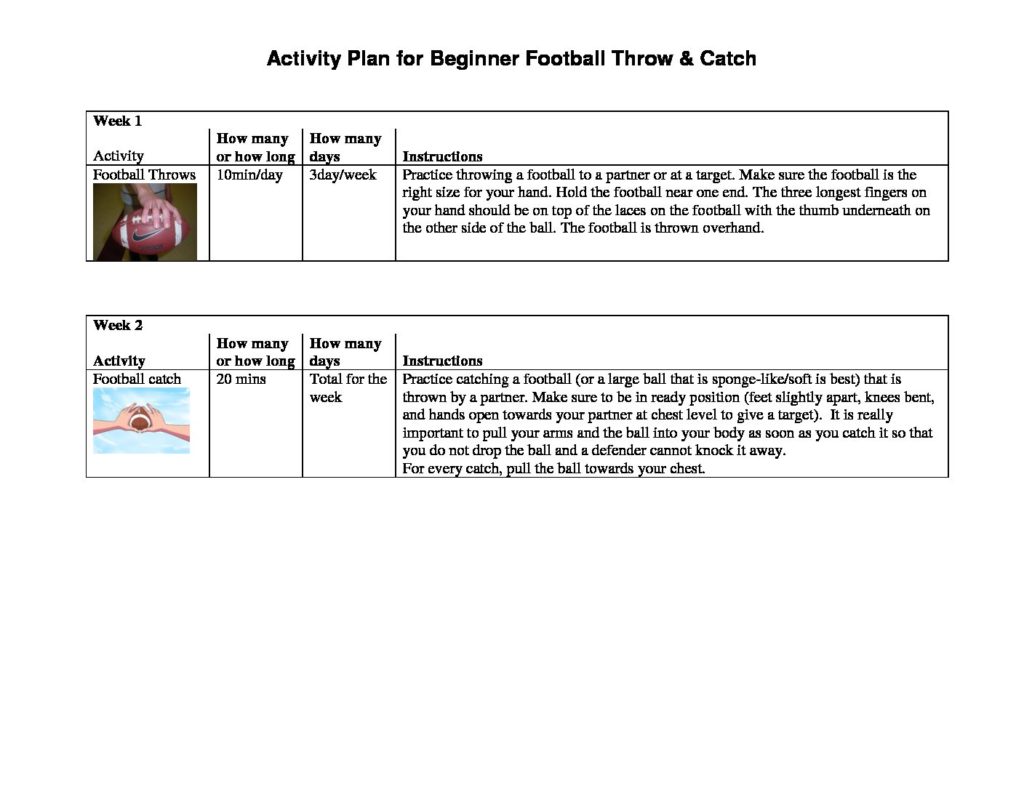 Activity Plan for Beginner Football Throw & Catch
Week 1
Activity
How many
or how long
How many
days
Instructions
Football Throws
10min/day
3day/week
Practice throwing a football to a partner or at a target. Make sure the football is the
right size for your hand. Hold the football near one end. The three longest fingers on
your hand should be on top of the laces on the football with the thumb underneath on
the other side of the ball. The football is thrown overhand.
Week 2
Activity
How many
or how long
How many
days
Instructions
Football catch
20 mins
Total for the
week
Practice catching a football (or a large ball that is sponge-like/soft is best) that is
thrown by a partner. Make sure to be in ready position (feet slightly apart, knees bent,
and hands open towards your partner at chest level to give a target).  It is really
important to pull your arms and the ball into your body as soon as you catch it so that
you do not drop the ball and a defender cannot knock it away.
For every catch, pull the ball towards your chest.